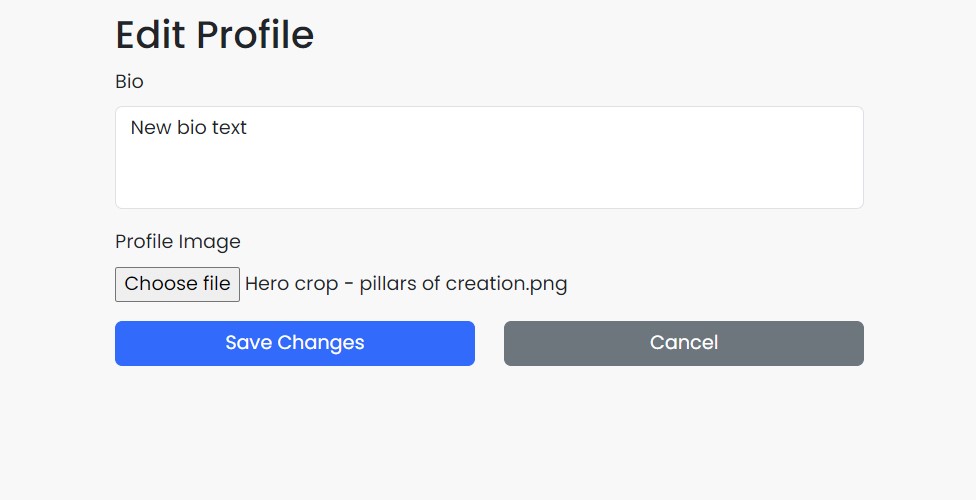 Edit Profile
Bio
New bio text
Profile Image
Choose file Hero crop - pillars of creation.png
Save Changes Cancel